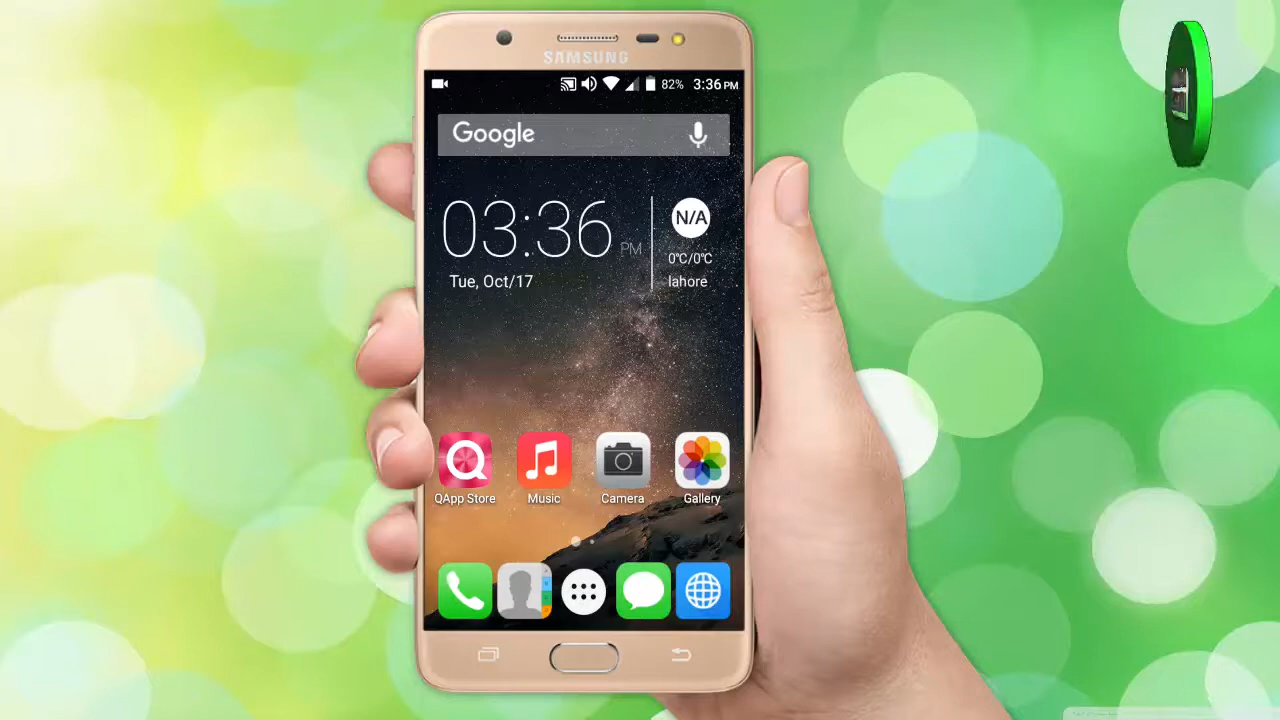 SAMSUNG
82% 3:36 PM
Google
03:36 PM
N/A
0℃/0℃
Tue, Oct/17
lahore
QApp Store
Music
Camera
Gallery